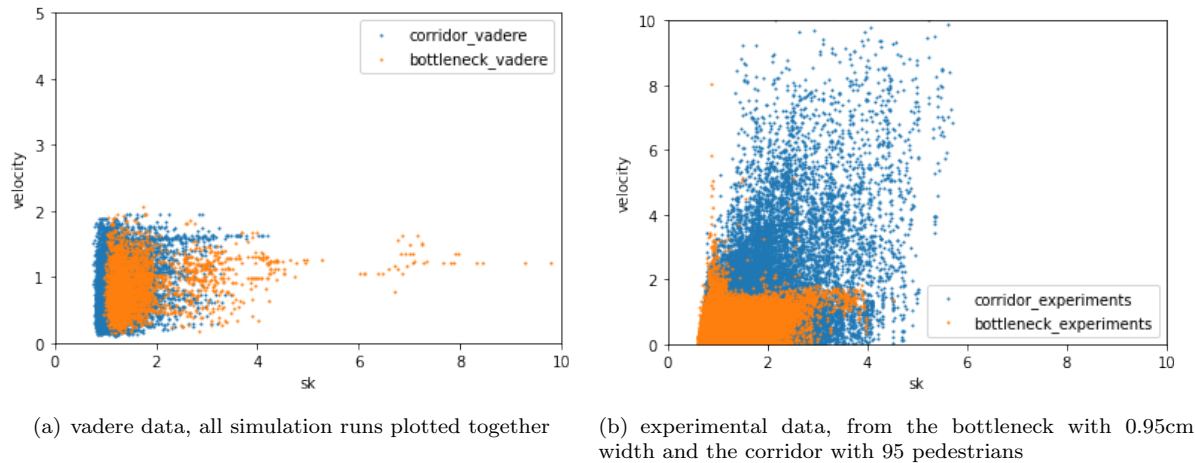 5
4
3
2
1
0
velocity
0 2 4 6 8 10
sk
corridor_vadere
bottleneck_vadere
(a) vadere data, all simulation runs plotted together
10
8
6
4
2
0
velocity
0 2 4 6 8 10
sk
corridor_experiments
bottleneck_experiments
(b) experimental data, from the bottleneck with 0.95cm
width and the corridor with 95 pedestrians